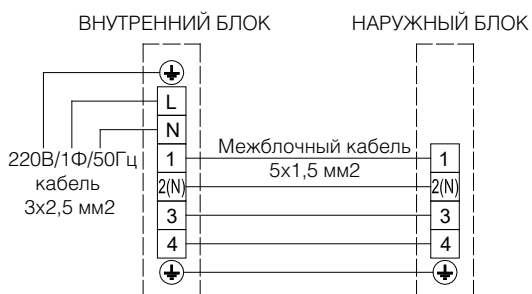 ВНУТРЕННИЙ БЛОК
НАРУЖНЫЙ БЛОК
L
N
220В/1Ф/50Гц
кабель
3х2,5 мм2
1
2(N)
3
4
Межблочный кабель
5х1,5 мм2
1
2(N)
3
4